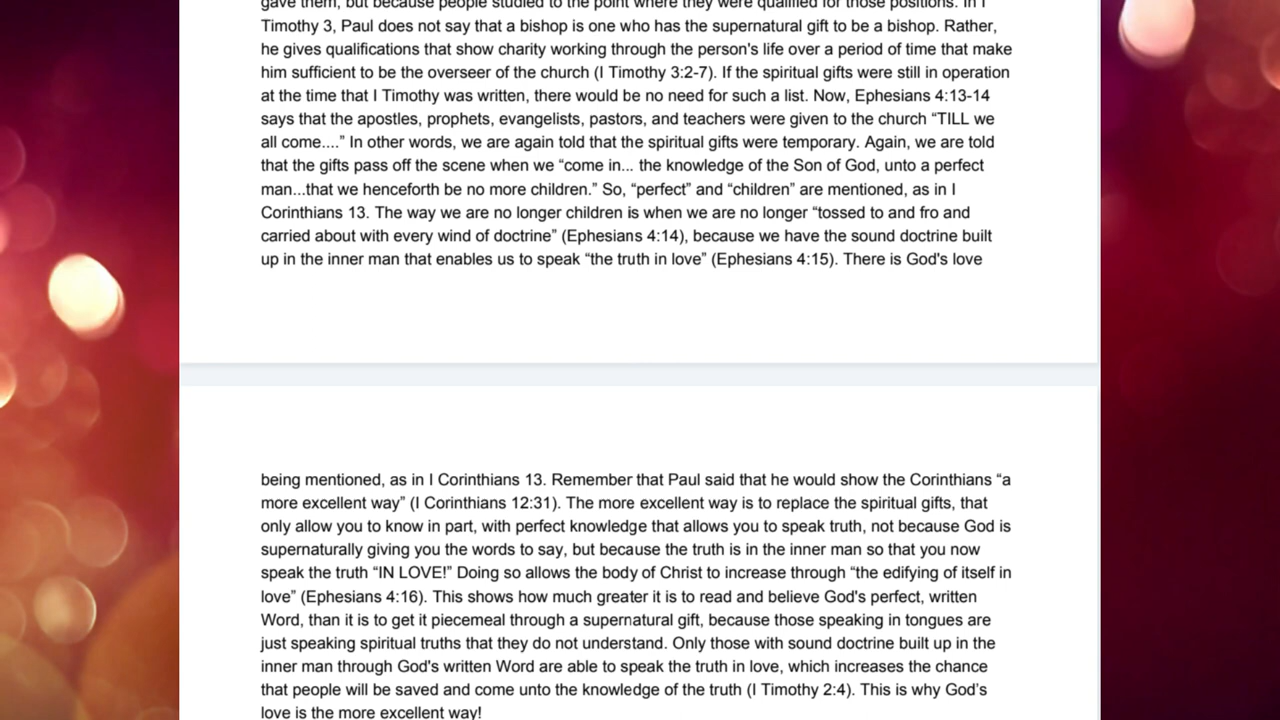 gave them, but because people studied to the point where they were qualified for those positions. In I
Timothy 3, Paul does not say that a bishop is one who has the supernatural gift to be a bishop. Rather,
he gives qualifications that show charity working through the person's life over a period of time that make
him sufficient to be the overseer of the church (I Timothy 3:2-7). If the spiritual gifts were still in operation
at the time that I Timothy was written, there would be no need for such a list. Now, Ephesians 4:13-14
says that the apostles, prophets, evangelists, pastors, and teachers were given to the church “TILL we
all come....” In other words, we are again told that the spiritual gifts were temporary. Again, we are told
that the gifts pass off the scene when we “come in... the knowledge of the Son of God, unto a perfect
man...that we henceforth be no more children.” So, “perfect” and “children” are mentioned, as in I
Corinthians 13. The way we are no longer children is when we are no longer “tossed to and fro and
carried about with every wind of doctrine” (Ephesians 4:14), because we have the sound doctrine built
up in the inner man that enables us to speak “the truth in love” (Ephesians 4:15). There is God's love
being mentioned, as in I Corinthians 13. Remember that Paul said that he would show the Corinthians “a
more excellent way” (I Corinthians 12:31). The more excellent way is to replace the spiritual gifts, that
only allow you to know in part, with perfect knowledge that allows you to speak truth, not because God is
supernaturally giving you the words to say, but because the truth is in the inner man so that you now
speak the truth “IN LOVE!” Doing so allows the body of Christ to increase through “the edifying of itself in
love” (Ephesians 4:16). This shows how much greater it is to read and believe God's perfect, written
Word, than it is to get it piecemeal through a supernatural gift, because those speaking in tongues are
just speaking spiritual truths that they do not understand. Only those with sound doctrine built up in the
inner man through God's written Word are able to speak the truth in love, which increases the chance
that people will be saved and come unto the knowledge of the truth (I Timothy 2:4). This is why God’s
love is the more excellent way!